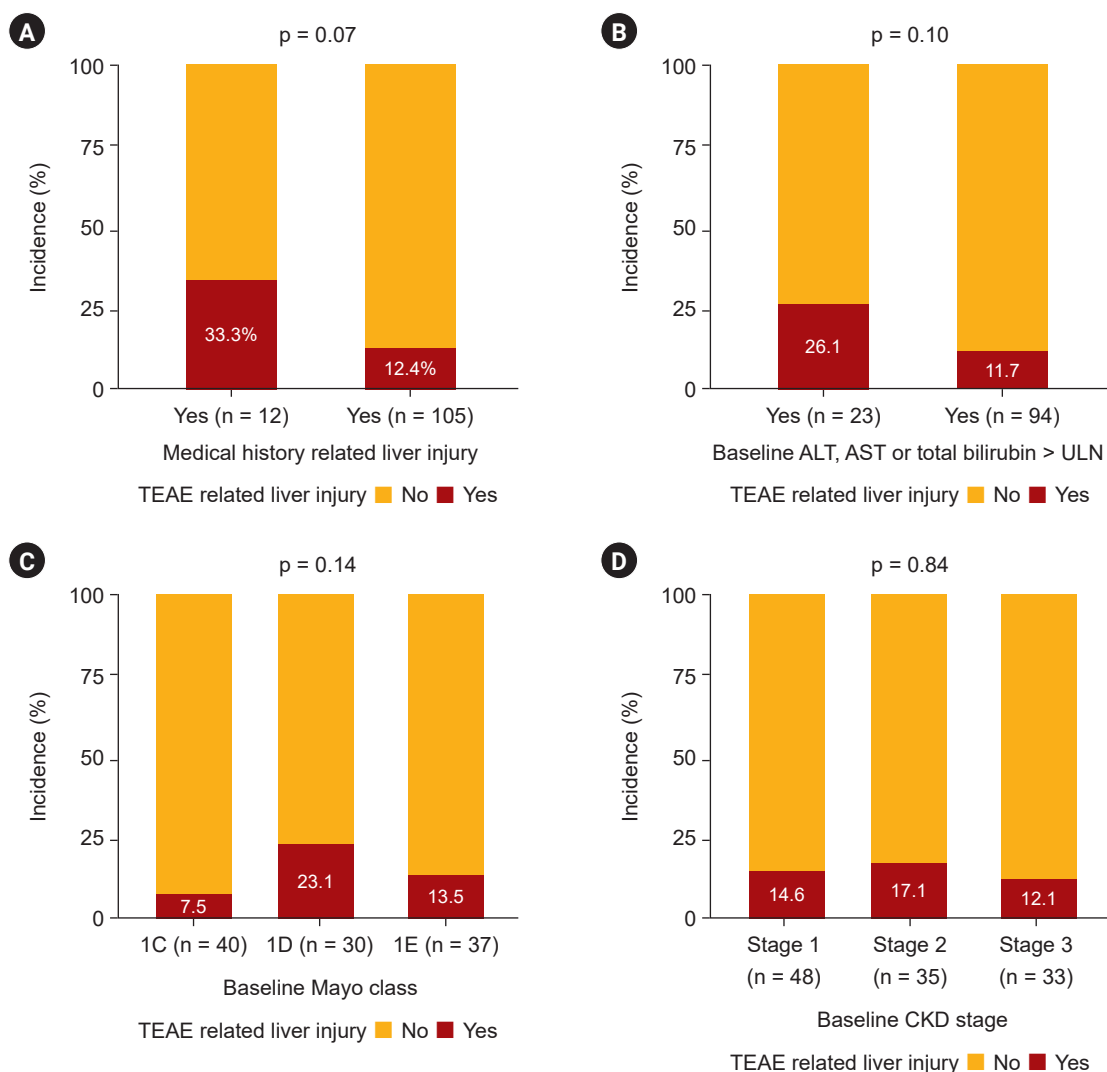 A
p = 0.07
100
75
50
25
0
Incidence (%)
33.3%
12.4%
Yes (n = 12)
Yes (n = 105)
Medical history related liver injury
TEAE related liver injury No Yes
B
p = 0.10
100
75
50
25
0
Incidence (%)
26.1
11.7
Yes (n = 23)
Yes (n = 94)
Baseline ALT, AST or total bilirubin > ULN
TEAE related liver injury No Yes
C
p = 0.14
100
75
50
25
0
Incidence (%)
7.5
23.1
13.5
1C (n = 40)
1D (n = 30)
1E (n = 37)
Baseline Mayo class
TEAE related liver injury No Yes
D
p = 0.84
100
75
50
25
0
Incidence (%)
14.6
17.1
12.1
Stage 1
(n = 48)
Stage 2
(n = 35)
Stage 3
(n = 33)
Baseline CKD stage
TEAE related liver injury No Yes